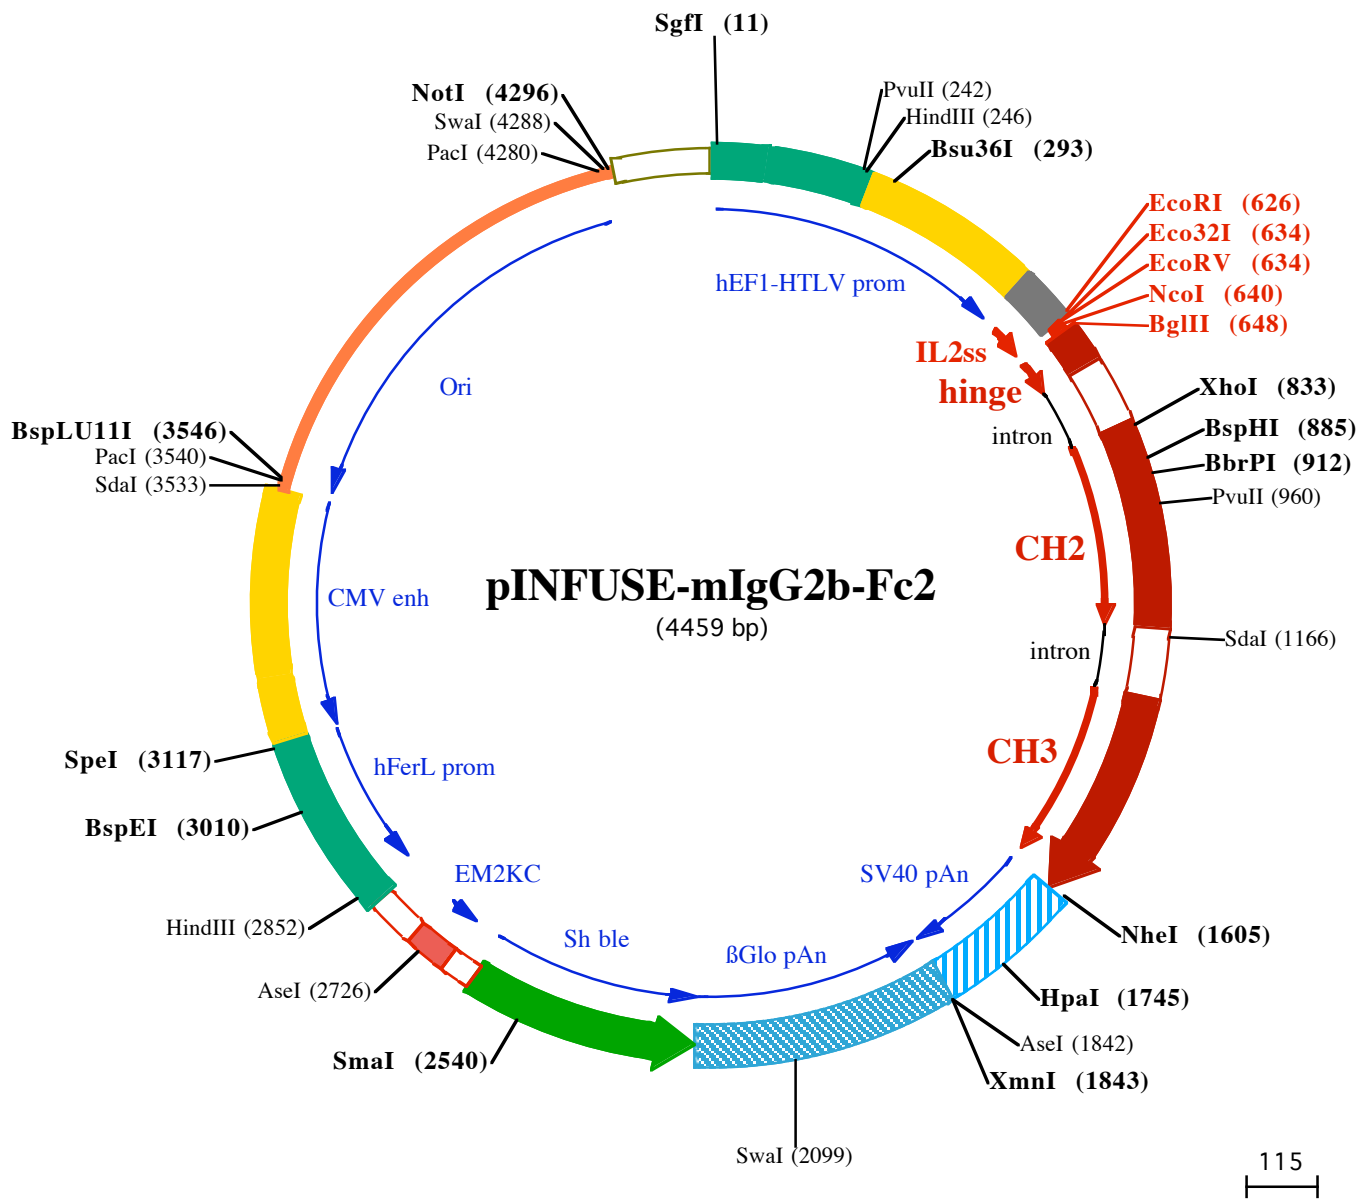 SgfI (11)
NotI (4296)
SwaI (4288)
PacI (4280)
PvuII (242)
HindIII (246)
Bsu36I (293)
EcoRI (626)
Eco32I (634)
EcoRV (634)
NcoI (640)
BglII (648)
hEF1-HTLV prom
IL2ss
hinge
intron
Ori
XhoI (833)
BspHI (885)
BbrPI (912)
PvuII (960)
BspLU11I (3546)
PacI (3540)
SdaI (3533)
CH2
pINFUSE-mIgG2b-Fc2
(4459 bp)
CMV enh
intron
SdaI (1166)
CH3
SpeI (3117)
hFerL prom
BspEI (3010)
EM2KC
SV40 pAn
HindIII (2852)
Sh ble
ßGlo pAn
NheI (1605)
AseI (2726)
HpaI (1745)
SmaI (2540)
AseI (1842)
XmnI (1843)
SwaI (2099)
115